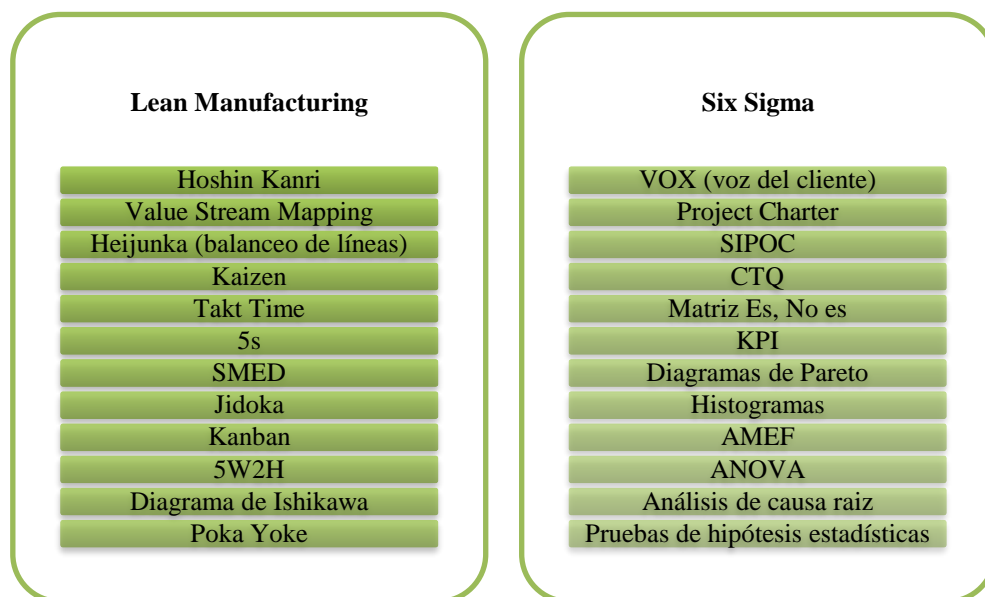 Lean Manufacturing
Hoshin Kanri
Value Stream Mapping
Heijunka (balanceo de líneas)
Kaizen
Takt Time
5s
SMED
Jidoka
Kanban
5W2H
Diagrama de Ishikawa
Poka Yoke
Six Sigma
VOX (voz del cliente)
Project Charter
SIPOC
CTQ
Matriz Es, No es
KPI
Diagramas de Pareto
Histogramas
AMEF
ANOVA
Análisis de causa raiz
Pruebas de hipótesis estadísticas